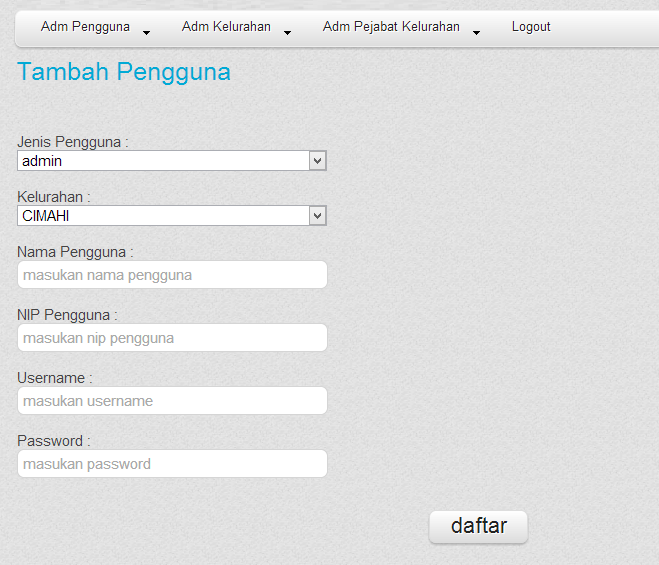 Adm Pengguna Adm Kelurahan Adm Pejabat Kelurahan Logout
Tambah Pengguna
Jenis Pengguna :
admin
Kelurahan :
CIMAHI
Nama Pengguna :
masukan nama pengguna
NIP Pengguna :
masukan nip pengguna
Username :
masukan username
Password :
masukan password
daftar